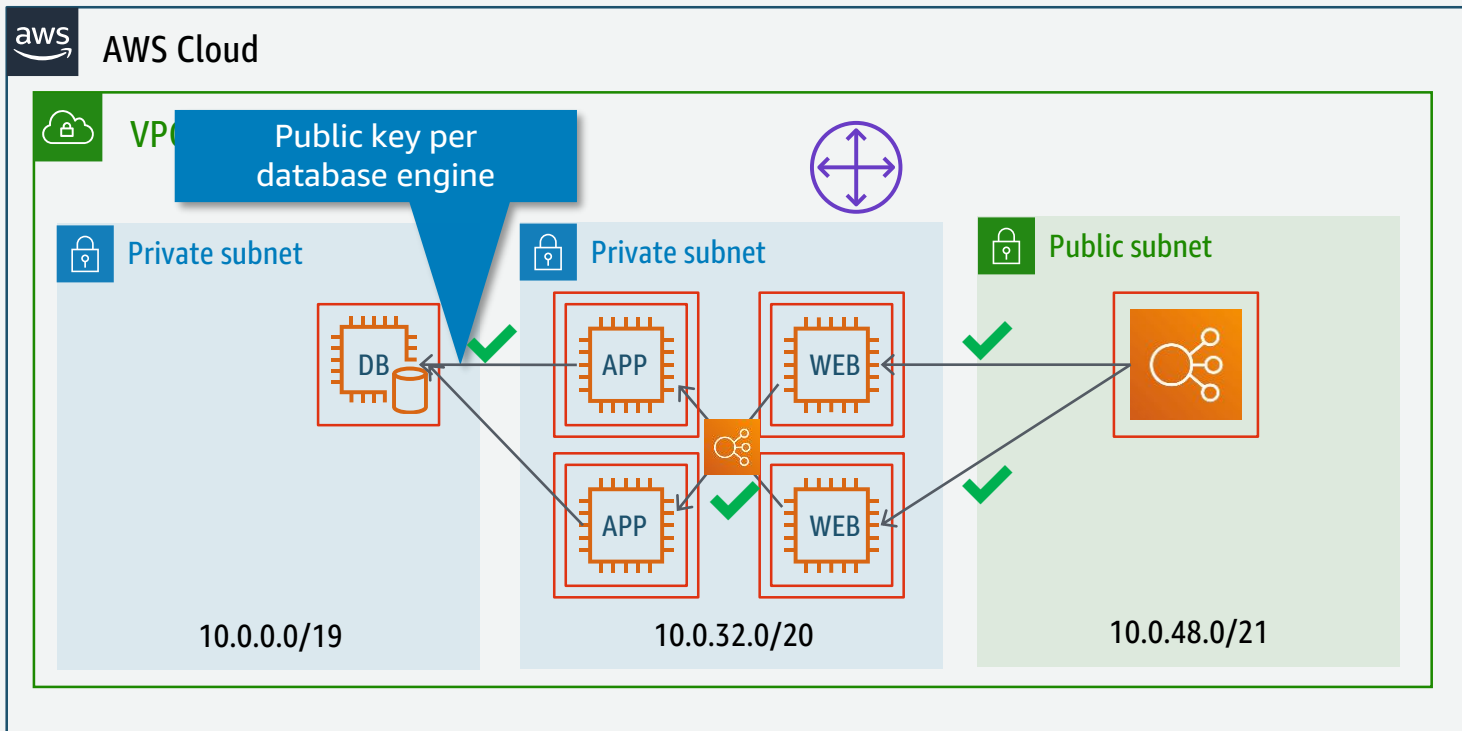 aws
AWS Cloud
VPC
Public key per
database engine
Private subnet
Private subnet
Public subnet
DB
APP
WEB
APP
WEB
10.0.0.0/19
10.0.32.0/20
10.0.48.0/21